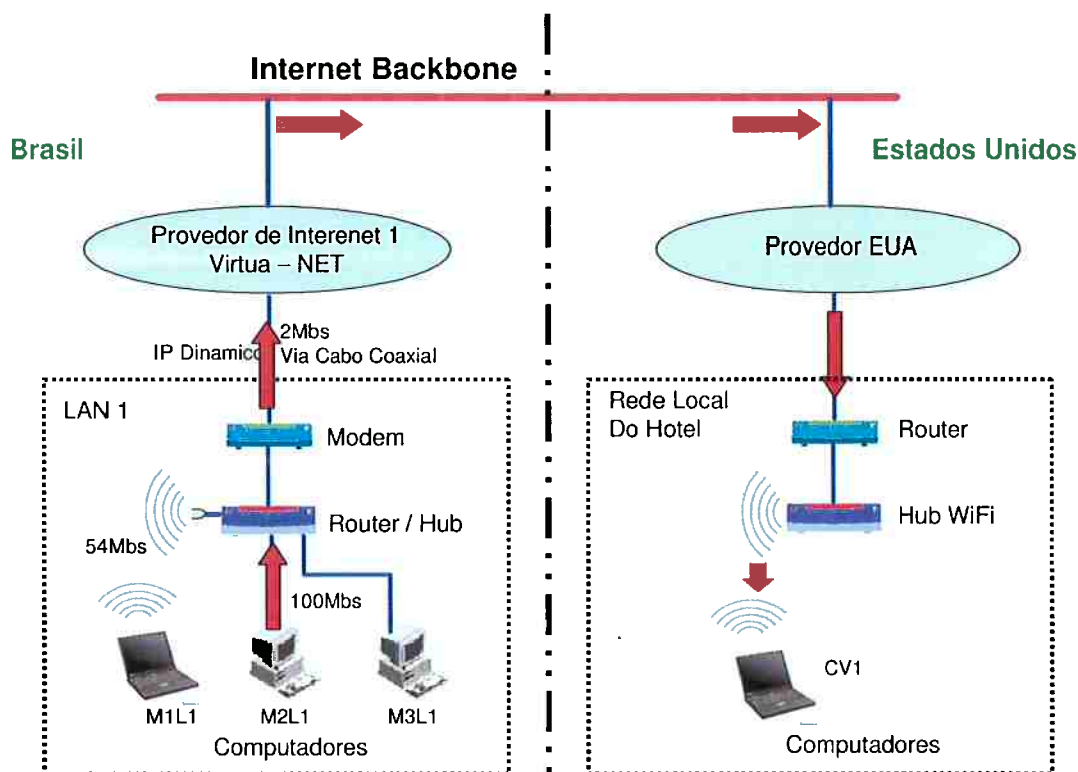 Internet Backbone
Brasil
Estados Unidos
Provedor de Interenet 1
Virtua – NET
Provedor EUA
IP Dinamico
2Mbs
Via Cabo Coaxial
LAN 1
Modem
Router / Hub
54Mbs
100Mbs
M1L1
M2L1
M3L1
Computadores
Rede Local
Do Hotel
Router
Hub WiFi
CV1
Computadores